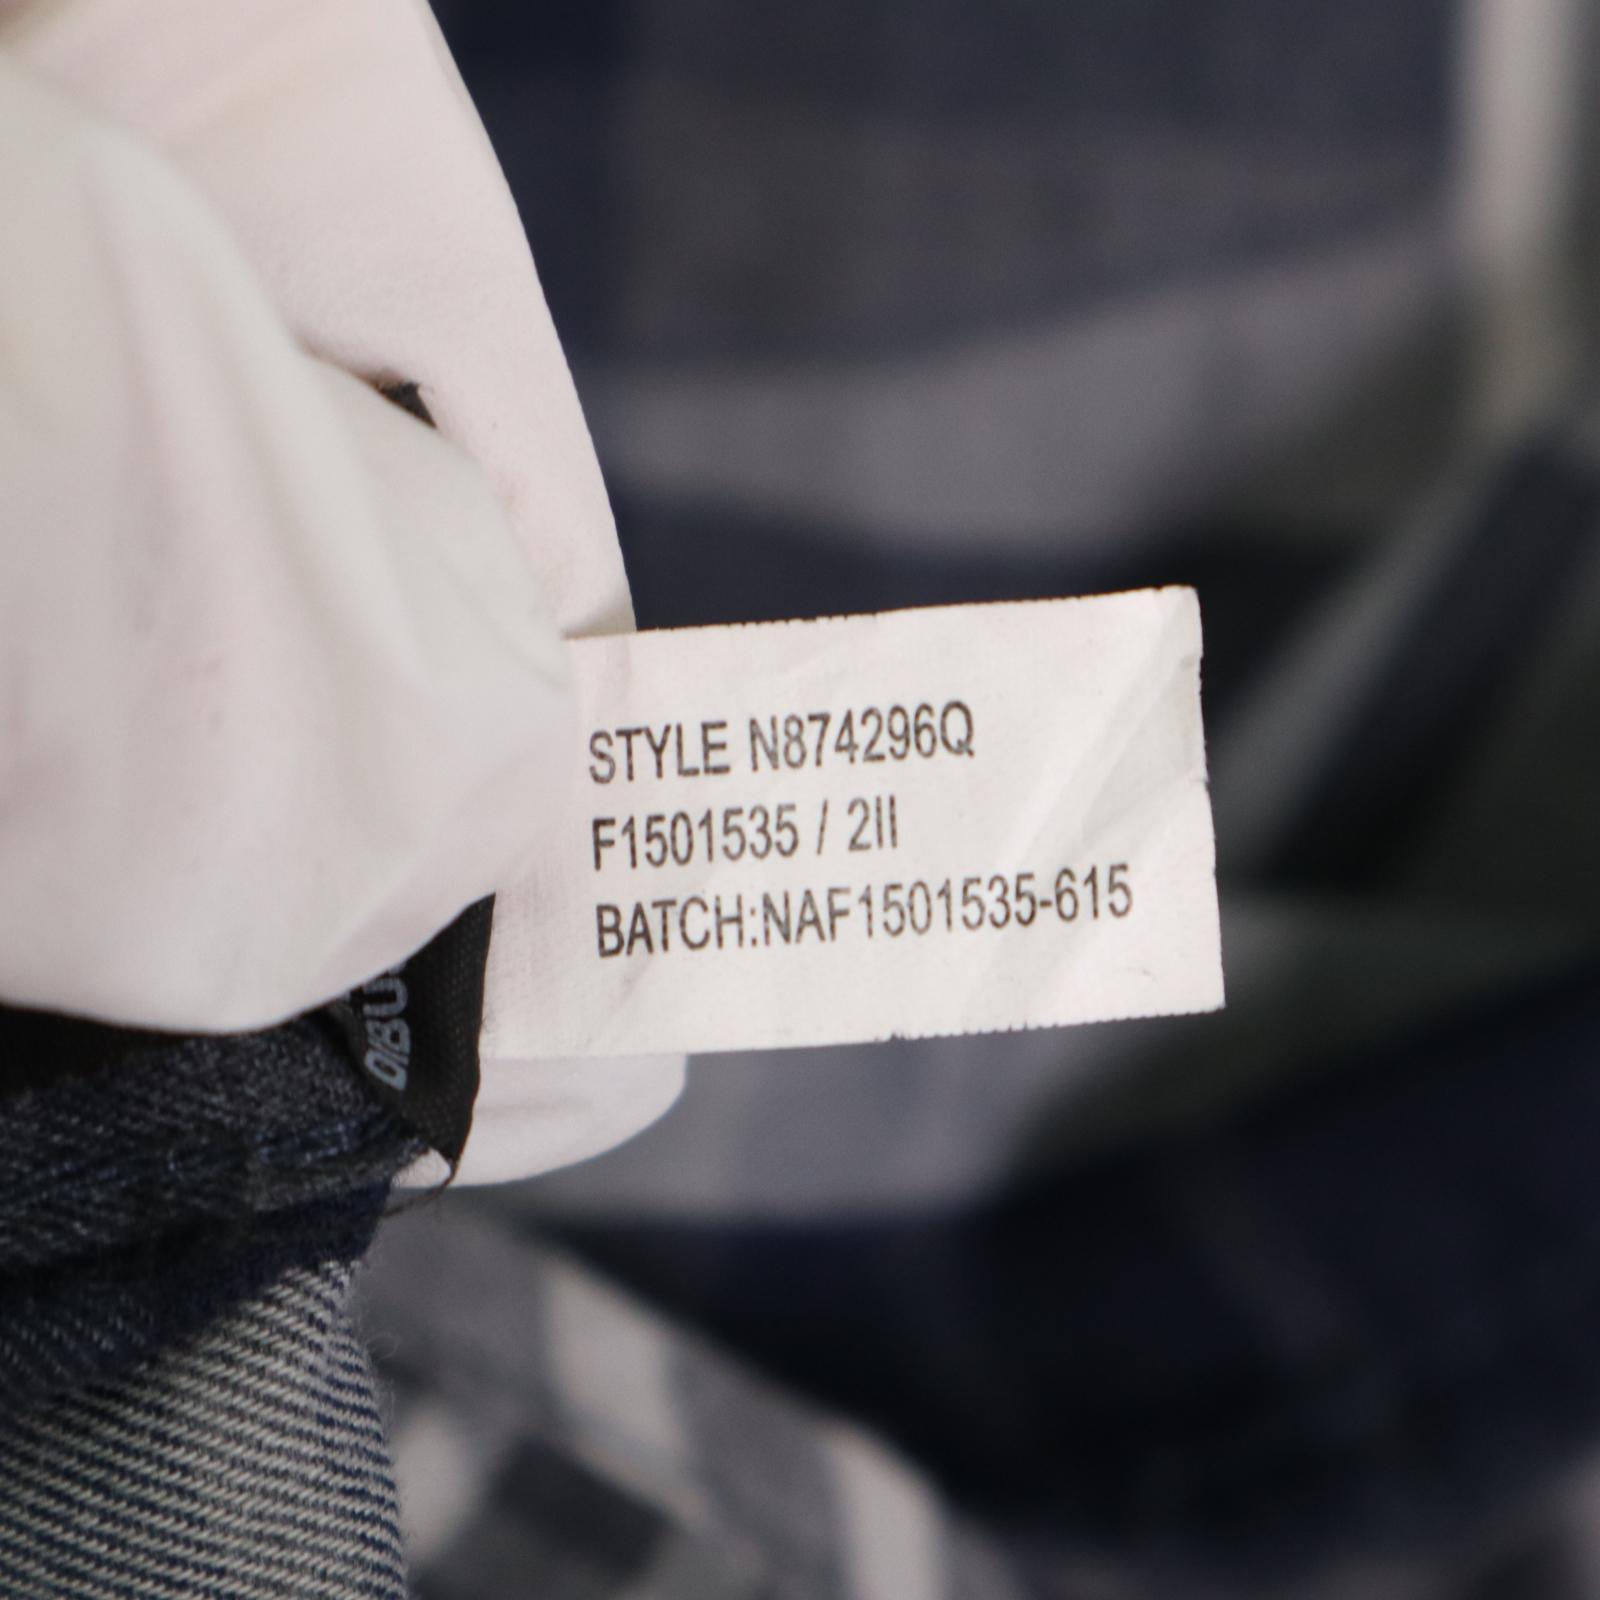 STYLE N874296Q
F1501535 / 2II
BATCH:NAF1501535-615